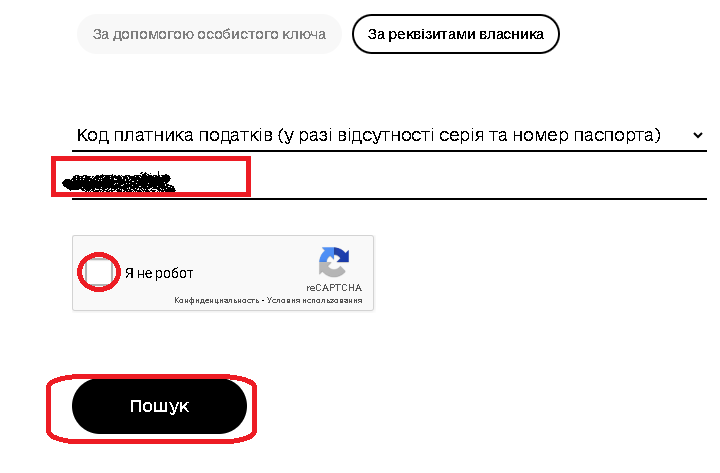 За допомогою особистого ключа
За реквізитами власника
Код платника податків (у разі відсутності серія та номер паспорта)
Я не робот
reCAPTCHA
Конфиденциальность - Условия использования
Пошук